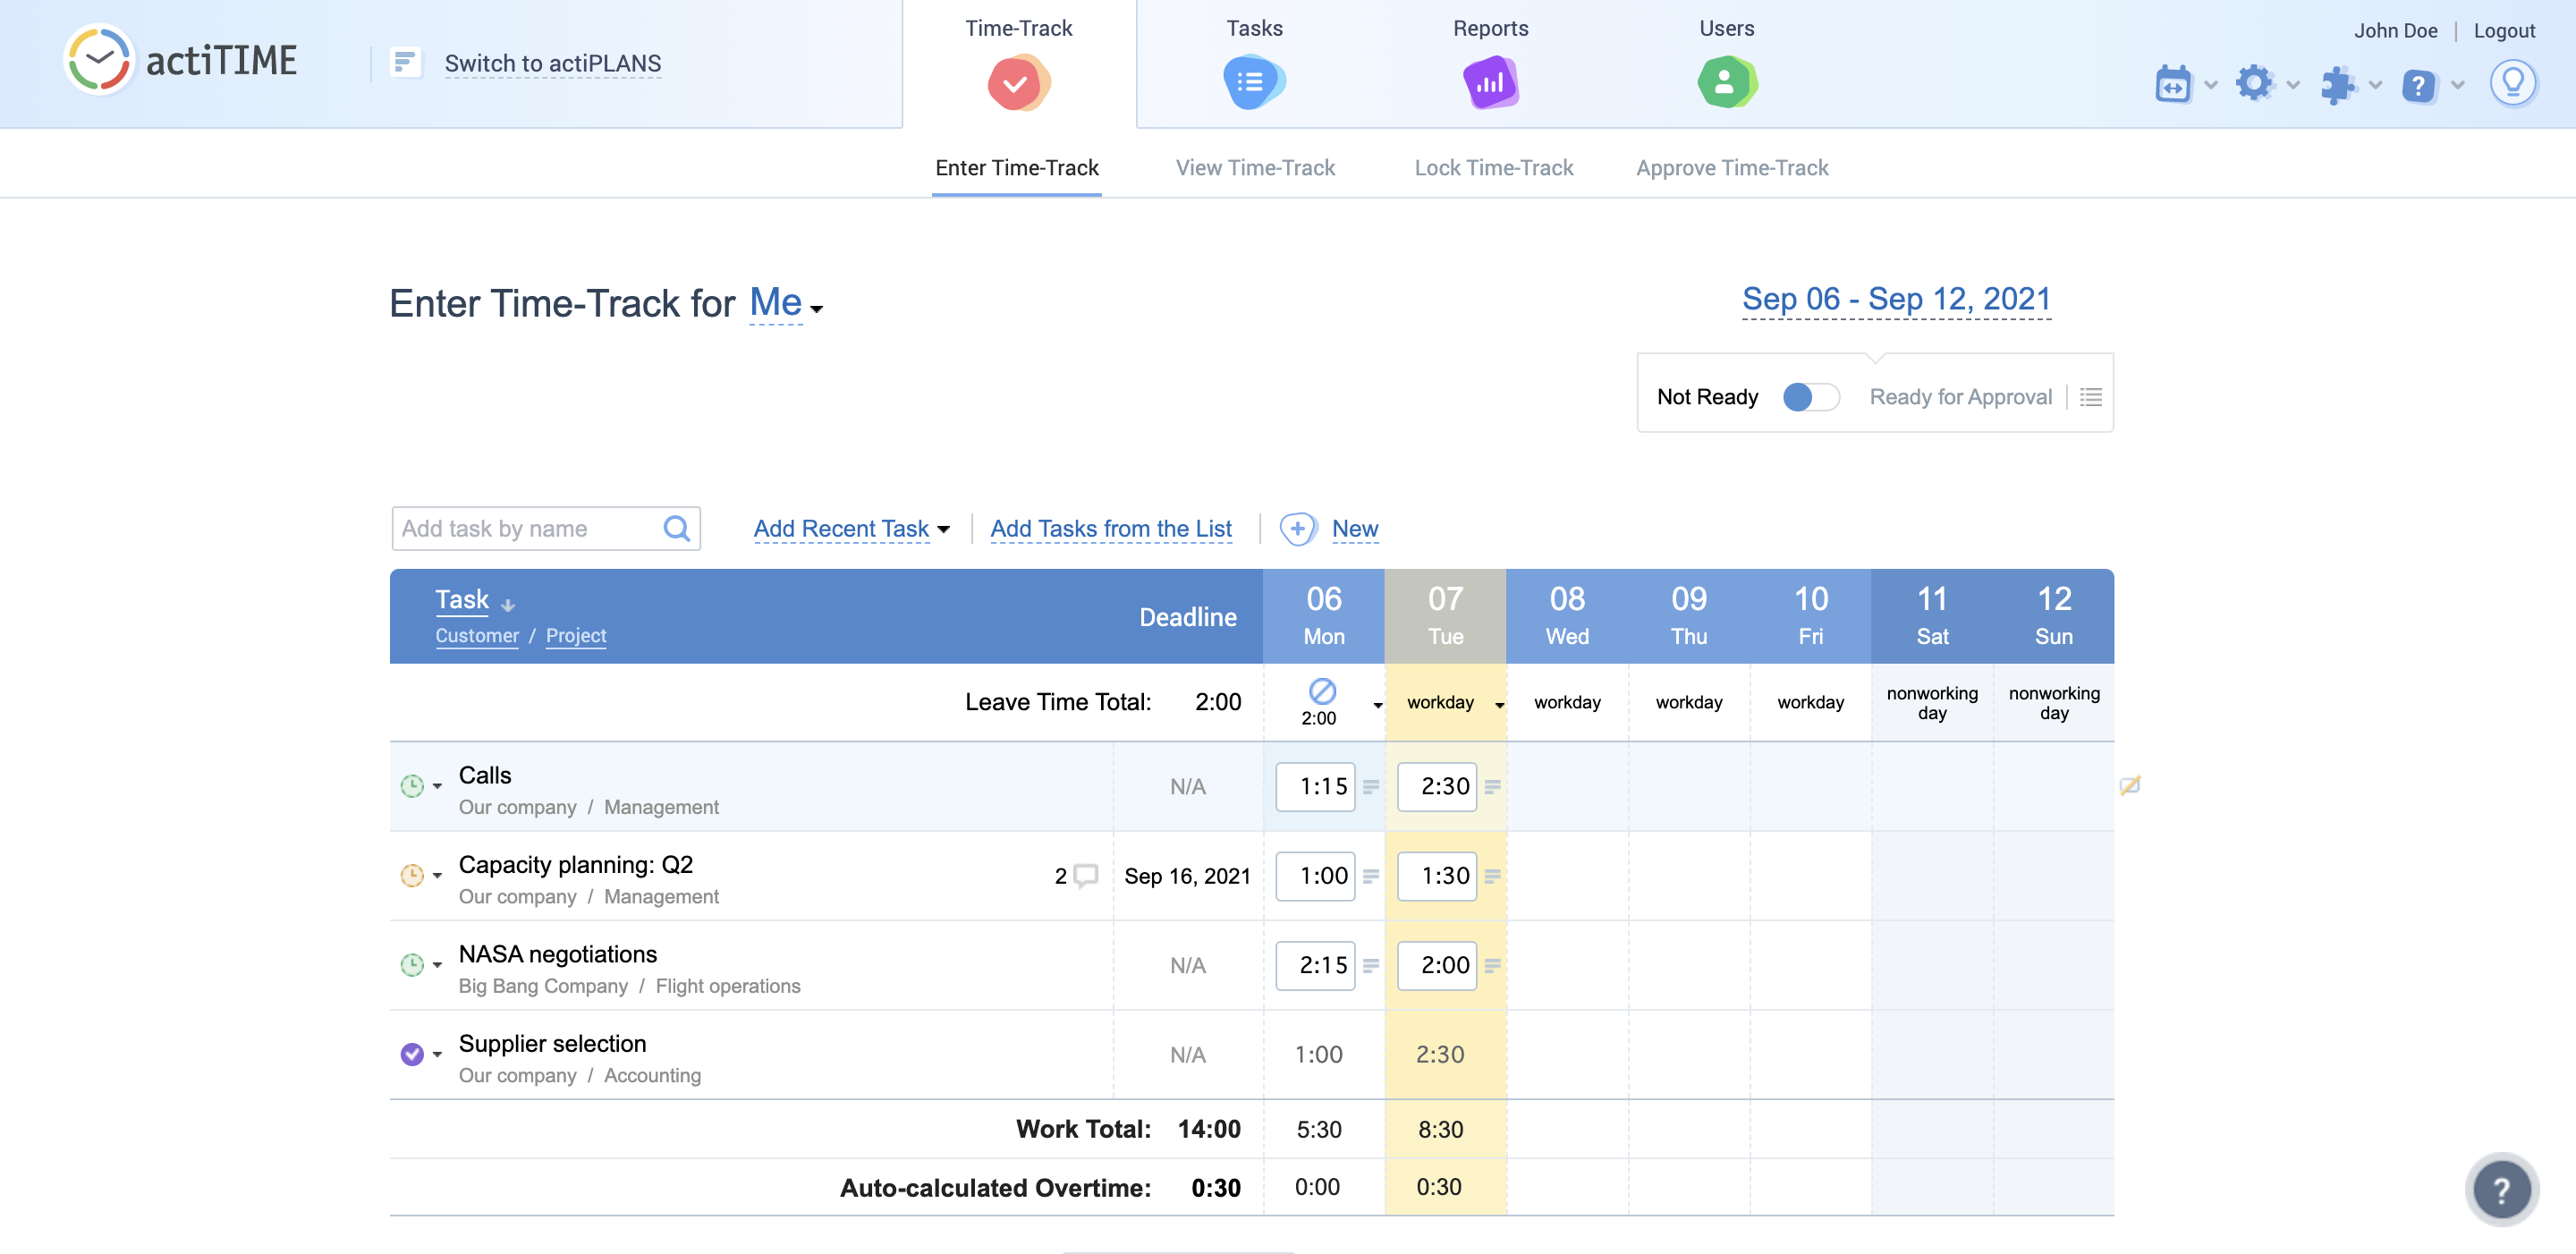 actiTIME
Switch to actiPLANS
Time-Track
Tasks
Reports
Users
John Doe | Logout
Enter Time-Track
View Time-Track
Lock Time-Track
Approve Time-Track
Enter Time-Track for Me
Sep 06 - Sep 12, 2021
Not Ready
Ready for Approval
Add task by name
Add Recent Task
Add Tasks from the List
New
Task
Customer / Project
Deadline
06 07 08 09 10 11 12
Mon Tue Wed Thu Fri Sat Sun
Leave Time Total: 2:00
2:00
workday
workday
workday
workday
nonworking day
nonworking day
Calls
Our company / Management
N/A 1:15 2:30
Capacity planning: Q2
Our company / Management
2 Sep 16, 2021 1:00 1:30
NASA negotiations
Big Bang Company / Flight operations
N/A 2:15 2:00
Supplier selection
Our company / Accounting
N/A 1:00 2:30
Work Total: 14:00 5:30 8:30
Auto-calculated Overtime: 0:30 0:00 0:30
?
?